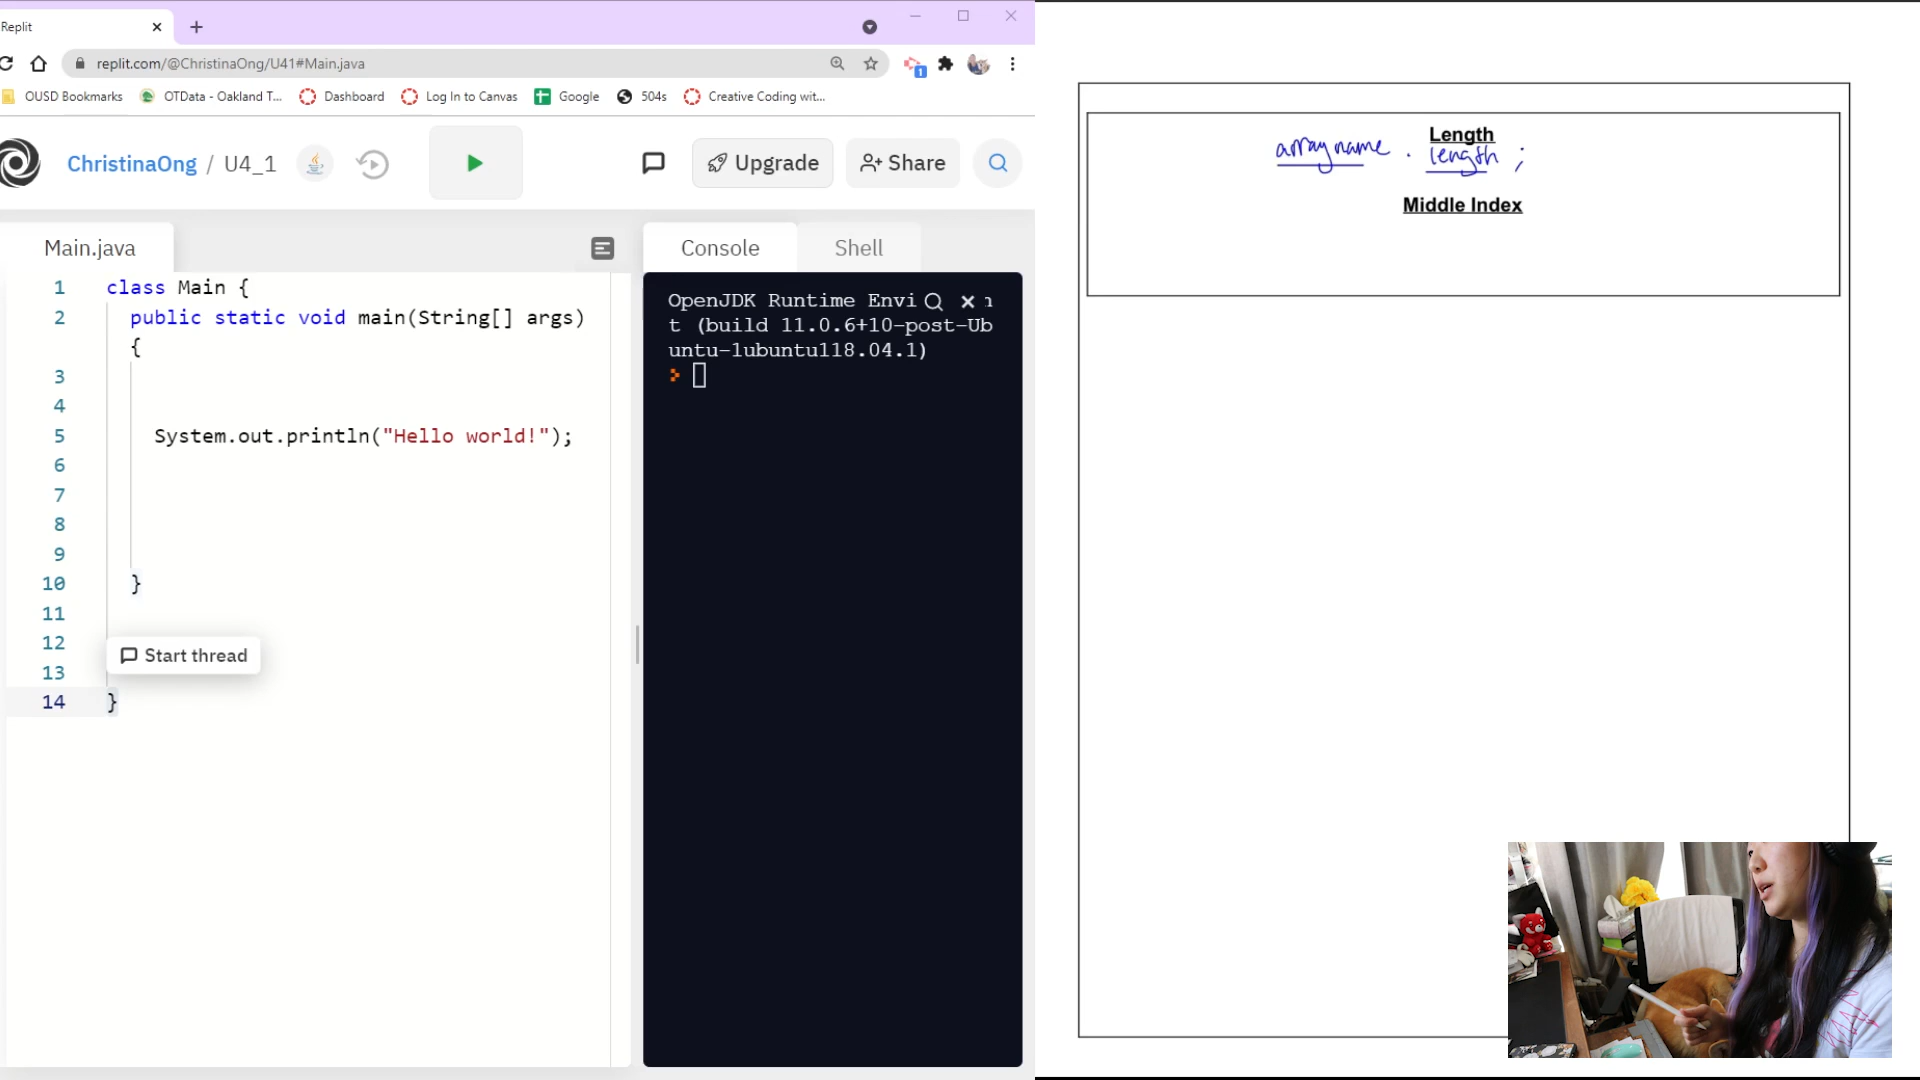 Replit
replit.com/@ChristinaOng/U41#Main.java
1
OUSD Bookmarks
OTData - Oakland T...
Dashboard
Log In to Canvas
Google
504s
Creative Coding wit...
ChristinaOng / U4_1
Upgrade
Share
Main.java
1 class Main {
2 public static void main(String[] args)
{
3
4
5 System.out.println("Hello world!");
6
7
8
9
10 }
11
12
Start thread
13
14 }
Console
Shell
OpenJDK Runtime Envi
t (build 11.0.6+10-post-Ub
untu-1ubuntu118.04.1)
Length
arrayname . length ;
Middle Index